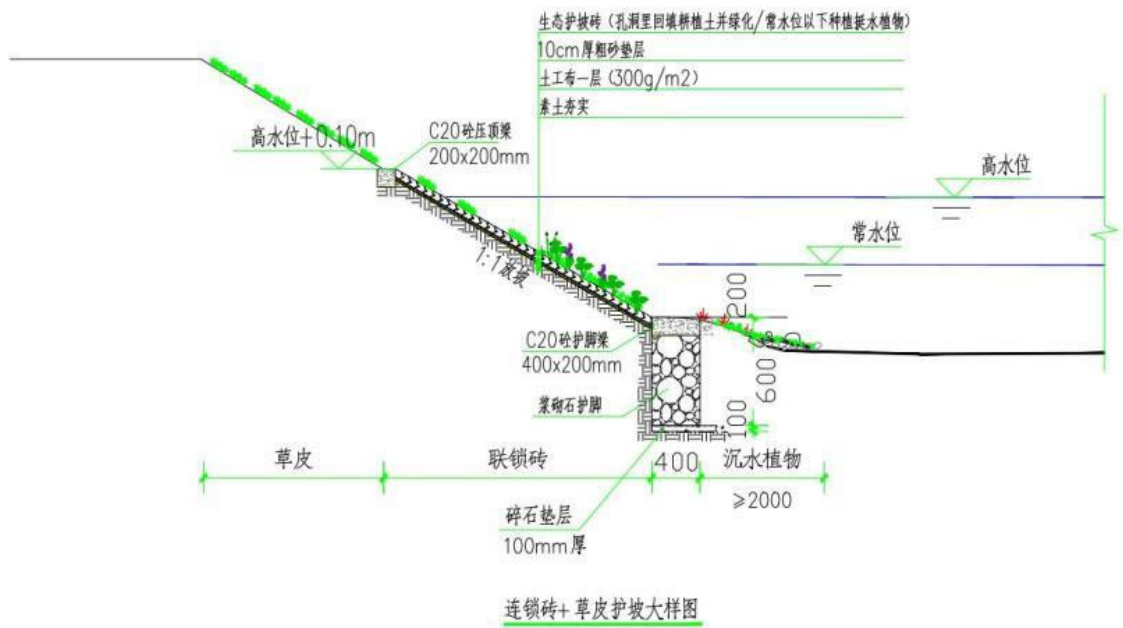 生态护坡砖（孔洞里回填耕植土并绿化/常水位以下种植挺水植物）
10cm厚粗砂垫层
土工布一层（300g/m2）
素土夯实
高水位+0.10m
C20砼压顶梁
200x200mm
高水位
常水位
1:1放坡
200
C20砼护脚梁
400x200mm
600
浆砌石护脚
100
草皮
联锁砖
400
沉水植物
≥2000
碎石垫层
100mm厚
连锁砖+草皮护坡大样图